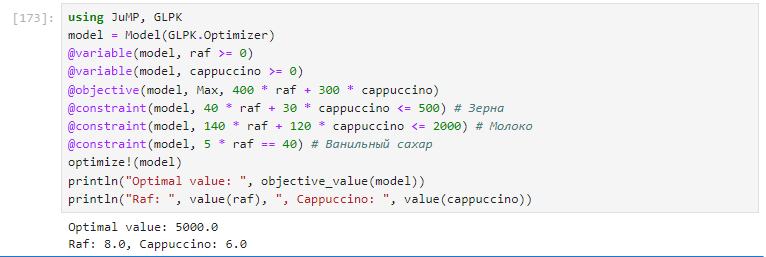 [173]: using JuMP, GLPK
model = Model(GLPK.Optimizer)
@variable(model, raf >= 0)
@variable(model, cappuccino >= 0)
@objective(model, Max, 400 * raf + 300 * cappuccino)
@constraint(model, 40 * raf + 30 * cappuccino <= 500) # Зерна
@constraint(model, 140 * raf + 120 * cappuccino <= 2000) # Молоко
@constraint(model, 5 * raf == 40) # Ванильный сахар
optimize!(model)
println("Optimal value: ", objective_value(model))
println("Raf: ", value(raf), ", Cappuccino: ", value(cappuccino))
Optimal value: 5000.0
Raf: 8.0, Cappuccino: 6.0